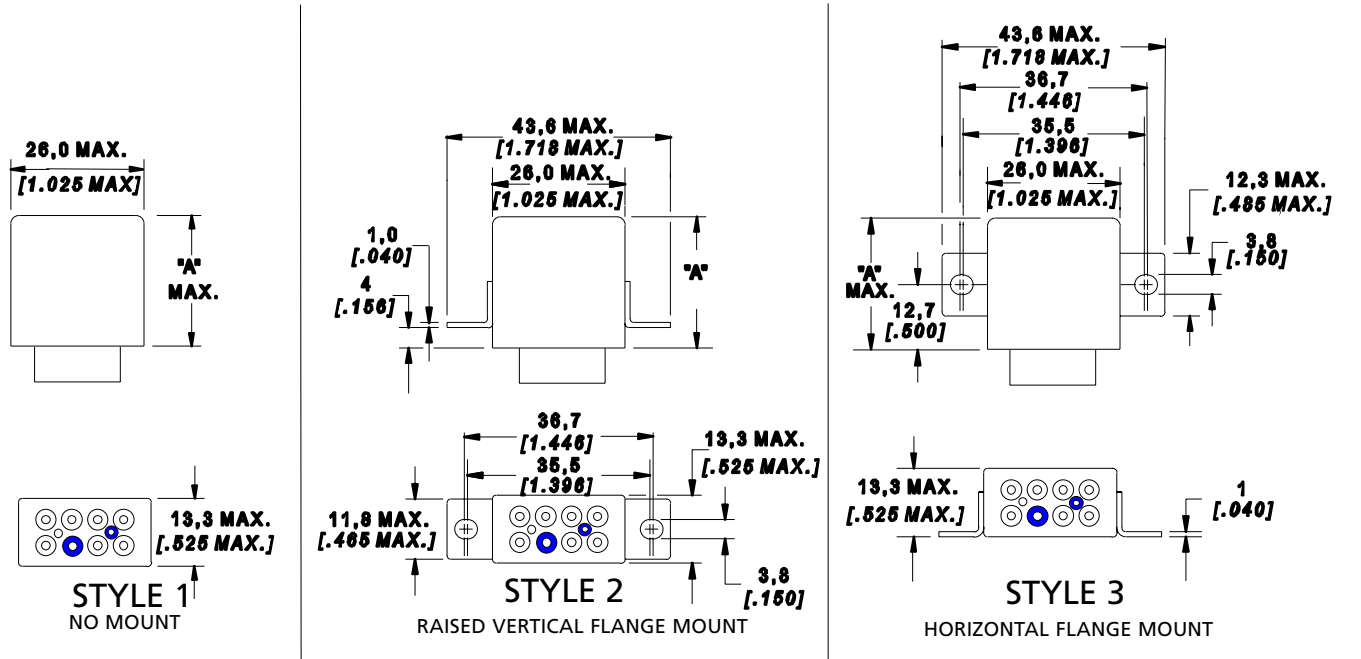 26,0 MAX.
[1.025 MAX]
"A"
MAX.
13,3 MAX.
[.525 MAX.]
STYLE 1
NO MOUNT
43,6 MAX.
[1.718 MAX.]
26,0 MAX.
[1.025 MAX.]
1,0
[.040]
4
[.156]
"A"
36,7
[1.446]
35,5
[1.396]
13,3 MAX.
[.525 MAX.]
11,8 MAX.
[.465 MAX.]
3,8
[.150]
STYLE 2
RAISED VERTICAL FLANGE MOUNT
43,6 MAX.
[1.718 MAX.]
36,7
[1.446]
35,5
[1.396]
26,0 MAX.
[1.025 MAX.]
12,3 MAX.
[.485 MAX.]
3,8
[.150]
"A"
MAX.
12,7
[.500]
13,3 MAX.
[.525 MAX.]
1
[.040]
STYLE 3
HORIZONTAL FLANGE MOUNT